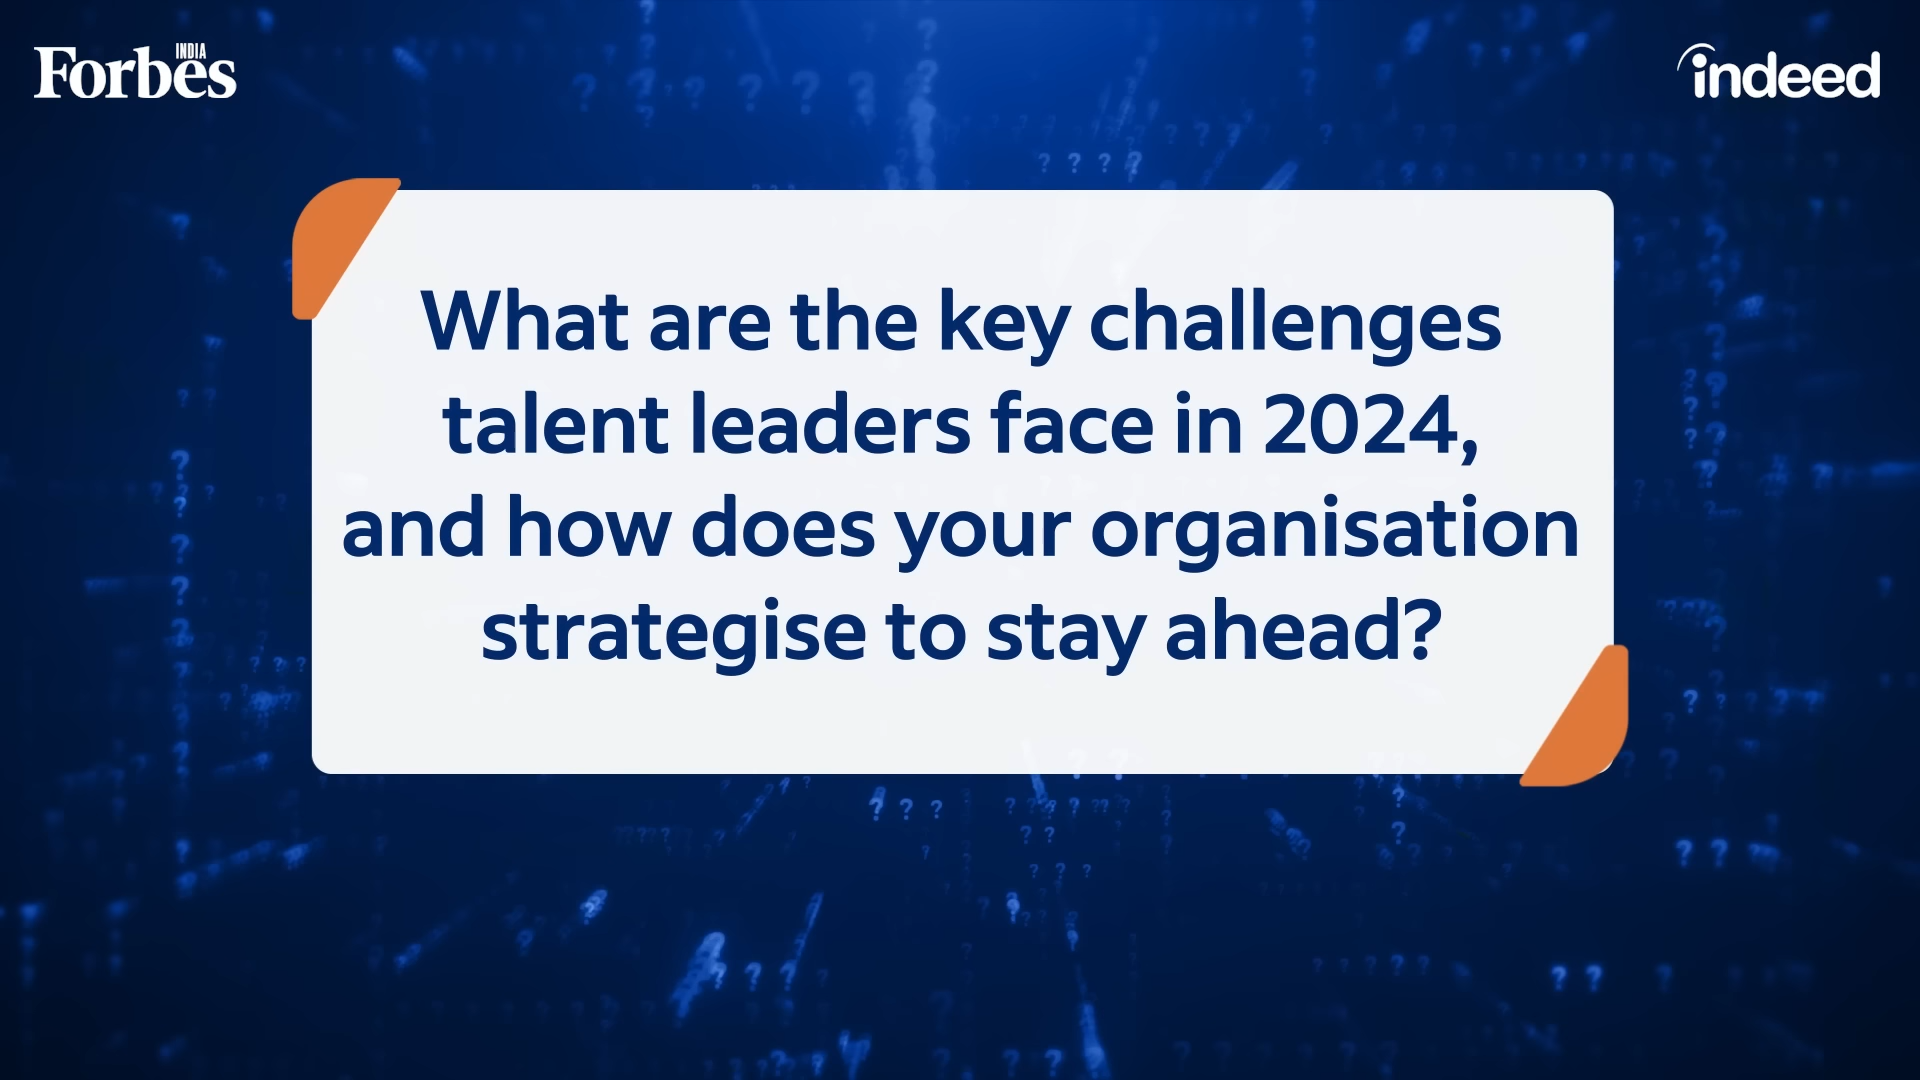 Forbes
INDIA
indeed
What are the key challenges
talent leaders face in 2024,
and how does your organisation
strategise to stay ahead?